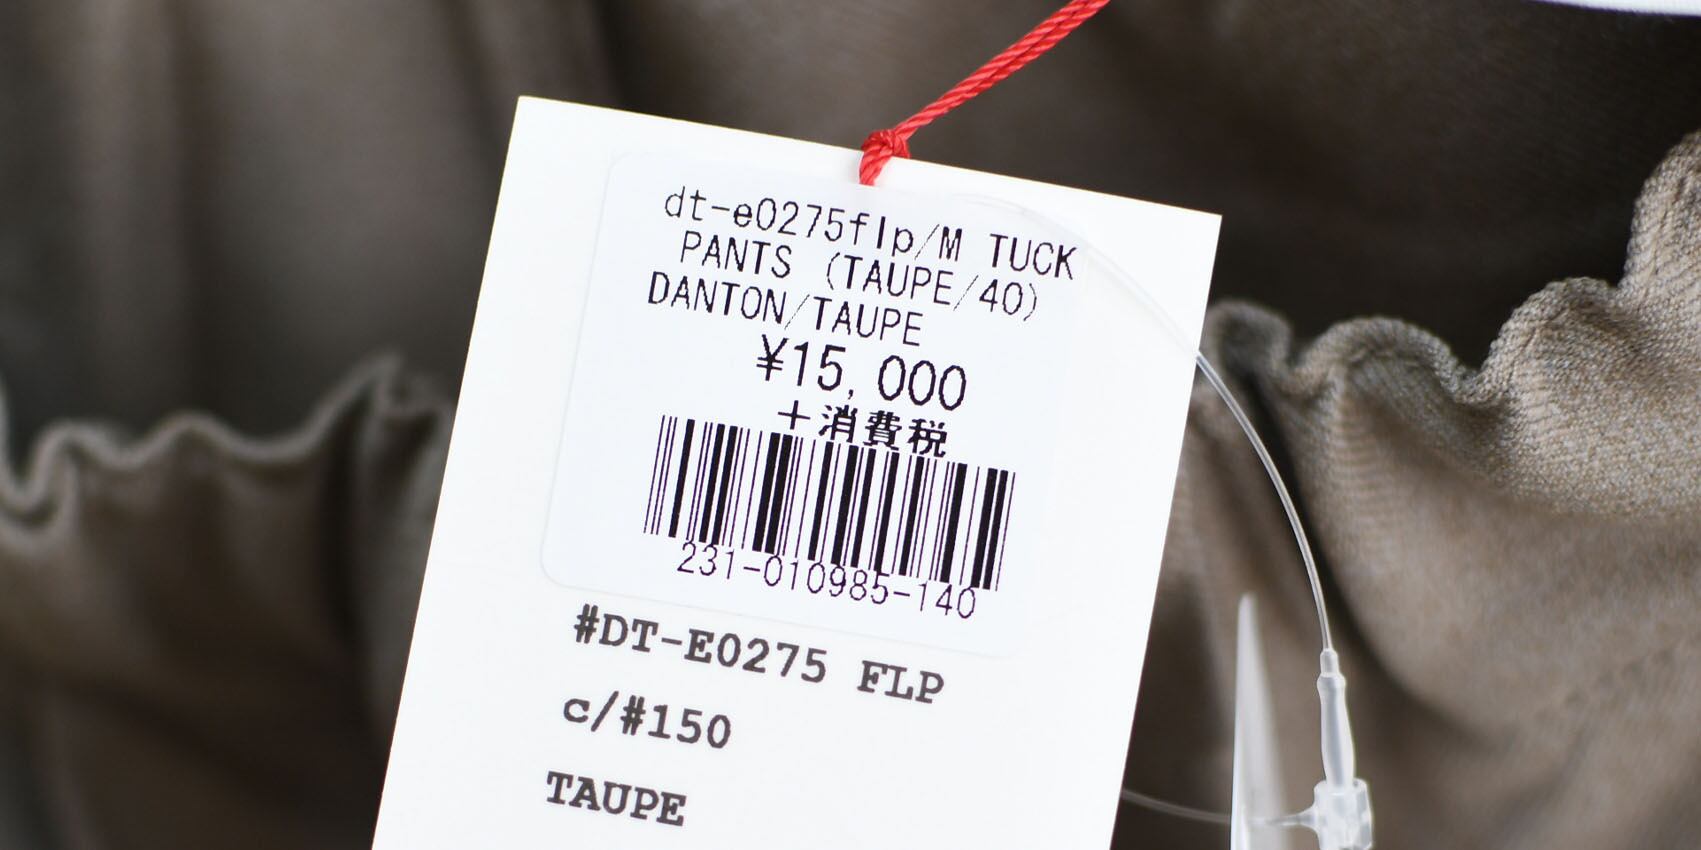 dt-e0275flp/M TUCK
PANTS (TAUPE/40)
DANTON/TAUPE
¥15,000
+消費税
231-010985-140
#DT-E0275 FLP
c/#150
TAUPE